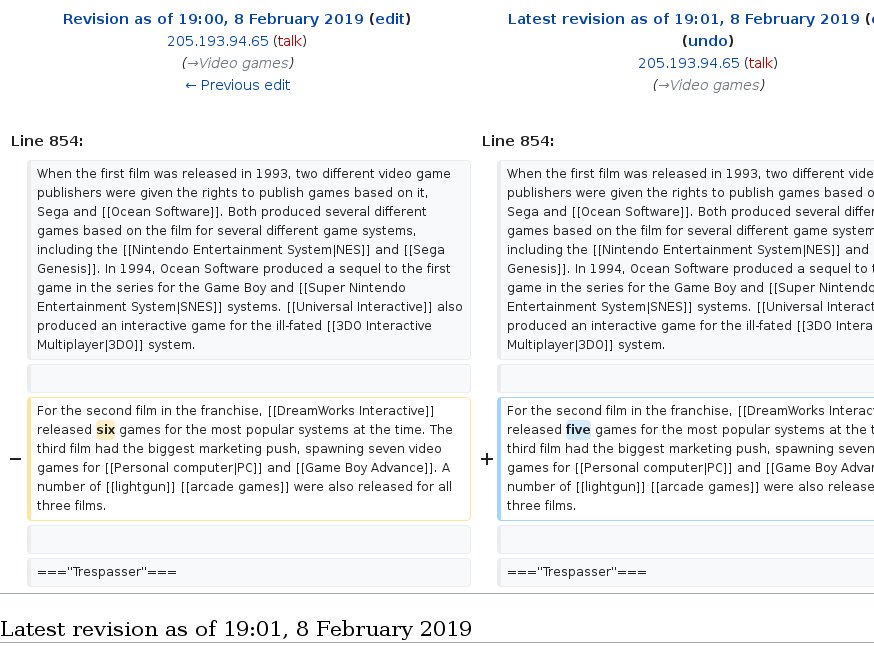 Revision as of 19:00, 8 February 2019 (edit)
205.193.94.65 (talk)
(→Video games)
← Previous edit
Latest revision as of 19:01, 8 February 2019 (
(undo)
205.193.94.65 (talk)
(→Video games)
Line 854:
When the first film was released in 1993, two different video game
publishers were given the rights to publish games based on it,
Sega and [[Ocean Software]]. Both produced several different
games based on the film for several different game systems,
including the [[Nintendo Entertainment System|NES]] and [[Sega
Genesis]]. In 1994, Ocean Software produced a sequel to the first
game in the series for the Game Boy and [[Super Nintendo
Entertainment System|SNES]] systems. [[Universal Interactive]] also
produced an interactive game for the ill-fated [[3DO Interactive
Multiplayer|3DO]] system.
− For the second film in the franchise, [[DreamWorks Interactive]]
released six games for the most popular systems at the time. The
third film had the biggest marketing push, spawning seven video
games for [[Personal computer|PC]] and [[Game Boy Advance]]. A
number of [[lightgun]] [[arcade games]] were also released for all
three films.
===''Trespasser''===
Line 854:
When the first film was released in 1993, two different vide
publishers were given the rights to publish games based o
Sega and [[Ocean Software]]. Both produced several differ
games based on the film for several different game system
including the [[Nintendo Entertainment System|NES]] and
Genesis]]. In 1994, Ocean Software produced a sequel to t
game in the series for the Game Boy and [[Super Nintendo
Entertainment System|SNES]] systems. [[Universal Interac
produced an interactive game for the ill-fated [[3DO Intera
Multiplayer|3DO]] system.
+ For the second film in the franchise, [[DreamWorks Interact
released five games for the most popular systems at the t
third film had the biggest marketing push, spawning seven
games for [[Personal computer|PC]] and [[Game Boy Advan
number of [[lightgun]] [[arcade games]] were also release
three films.
===''Trespasser''===
Latest revision as of 19:01, 8 February 2019